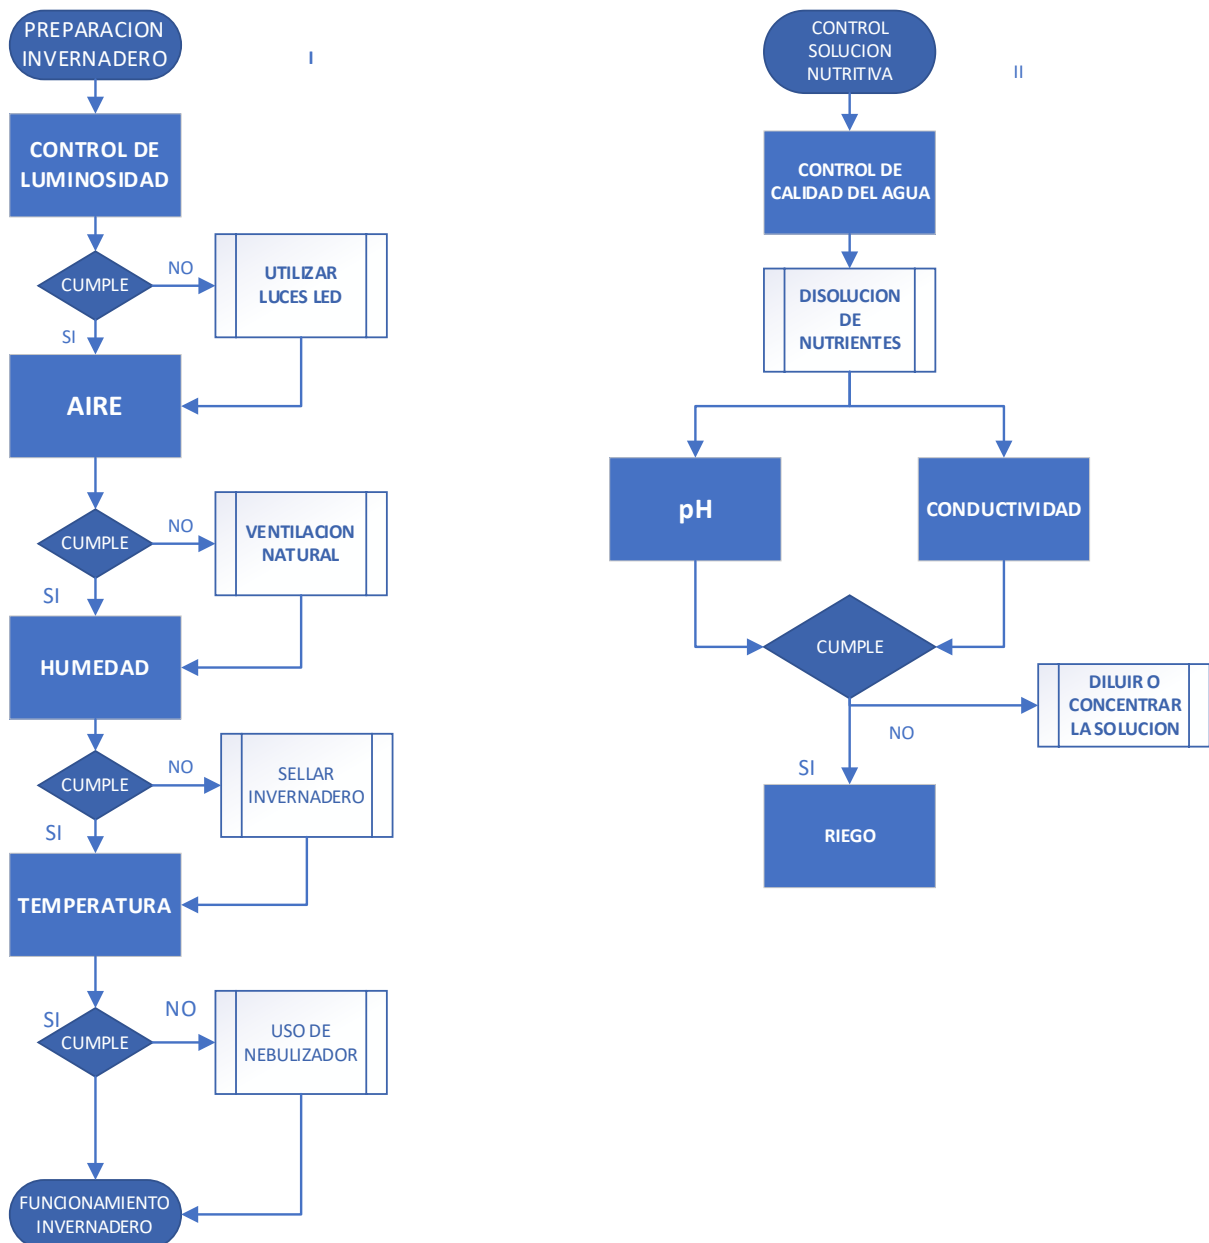 PREPARACION
INVERNADERO
I
CONTROL DE
LUMINOSIDAD
CUMPLE
NO
UTILIZAR
LUCES LED
SI
AIRE
CUMPLE
NO
VENTILACION
NATURAL
SI
HUMEDAD
CUMPLE
NO
SELLAR
INVERNADERO
SI
TEMPERATURA
SI
CUMPLE
NO
USO DE
NEBULIZADOR
FUNCIONAMIENTO
INVERNADERO
CONTROL
SOLUCION
NUTRITIVA
II
CONTROL DE
CALIDAD DEL AGUA
DISOLUCION
DE
NUTRIENTES
pH
CONDUCTIVIDAD
CUMPLE
DILUIR O
CONCENTRAR
LA SOLUCION
NO
SI
RIEGO